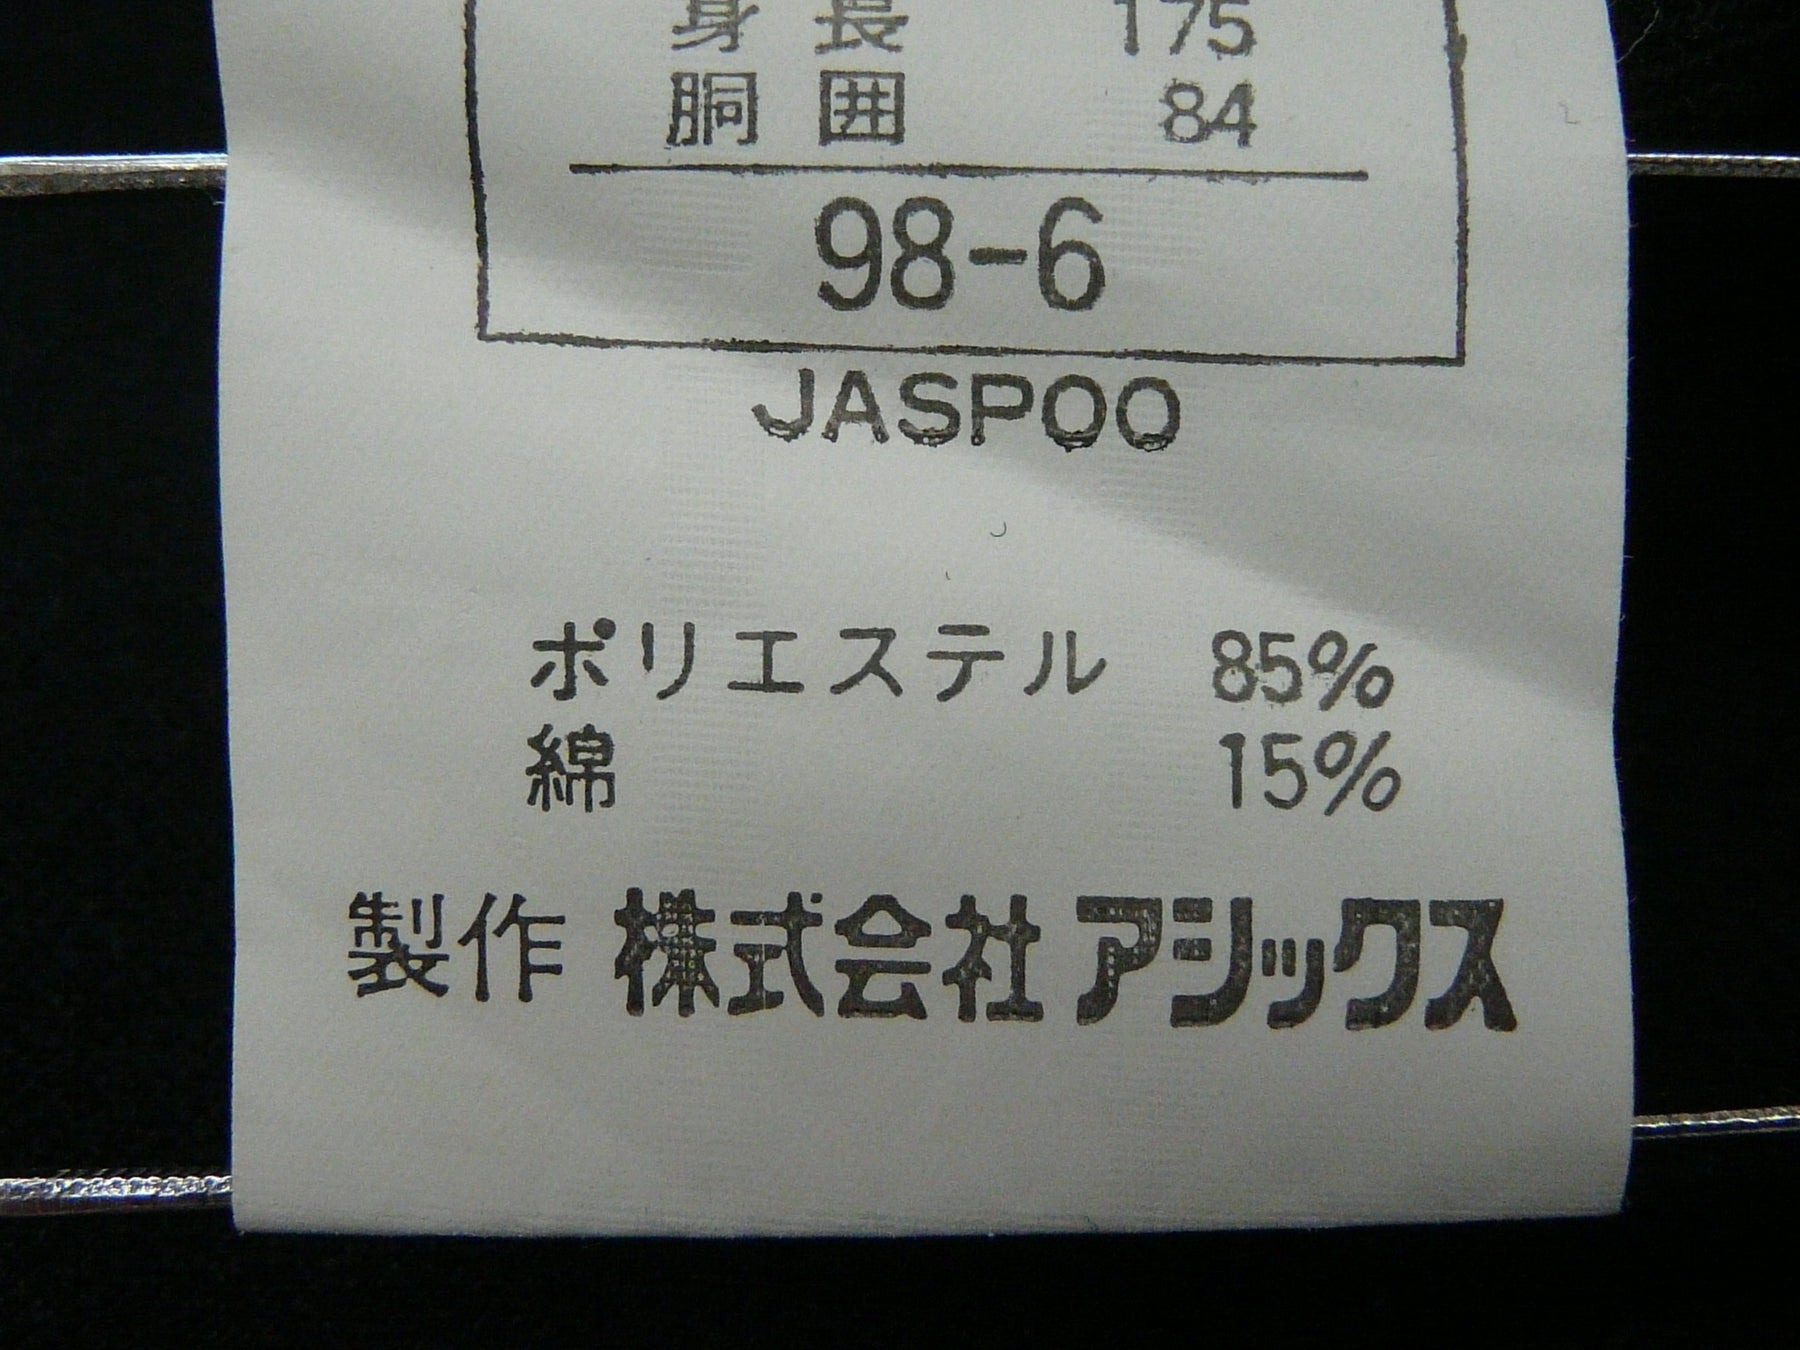 身長 175
胴囲 84
98-6
JASPOO
ポリエステル 85%
綿 15%
製作 株式会社アシックス